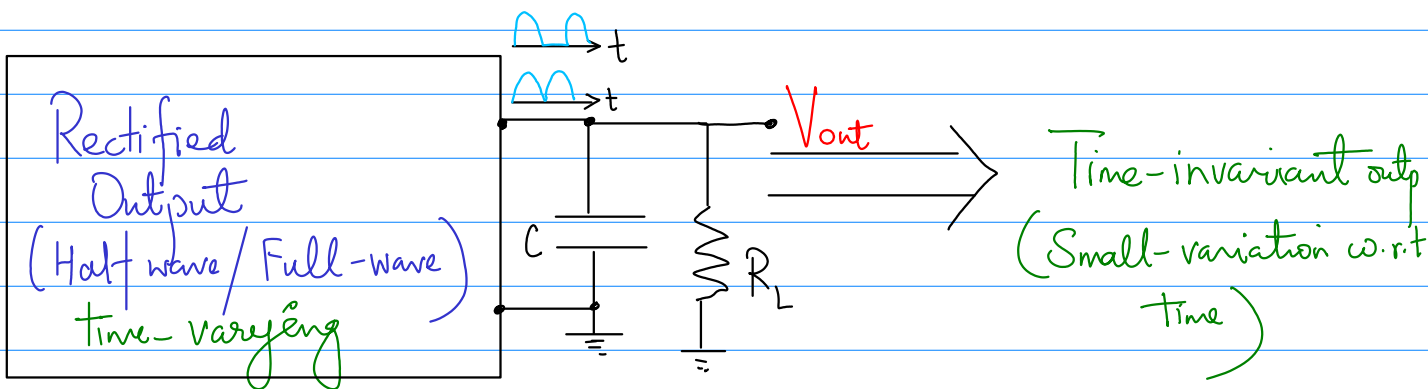 t
t
Rectified
Output
(Half wave / Full-wave)
time-varying
C
R_L
Vout
Time-invariant outp
(Small-variation w.r.t
time)